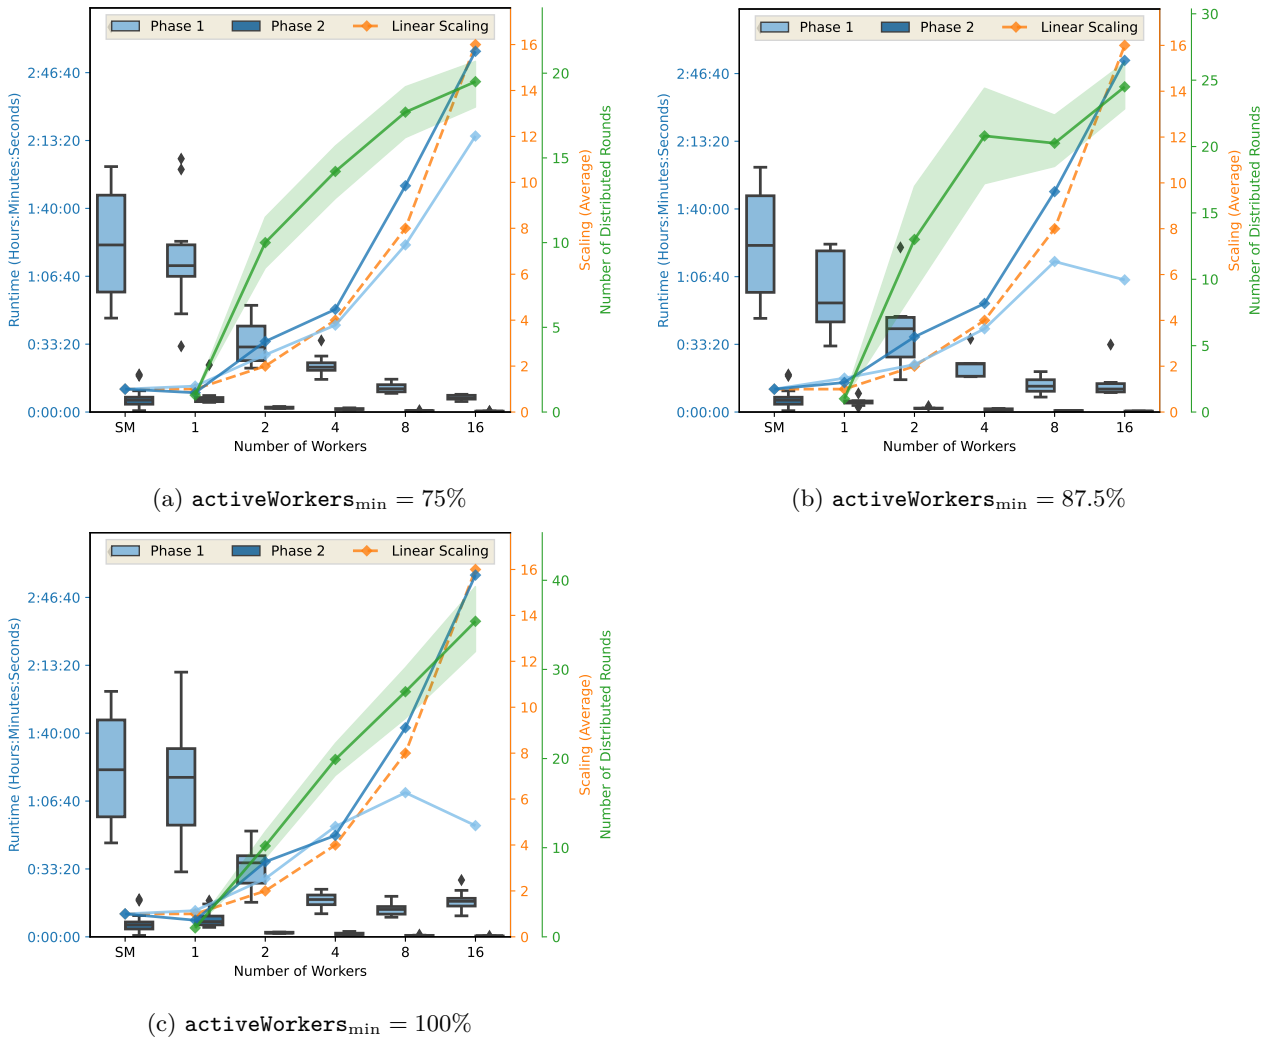 Phase 1 Phase 2 Linear Scaling
2:46:40
2:13:20
1:40:00
1:06:40
0:33:20
0:00:00
Runtime (Hours:Minutes:Seconds)
SM 1 2 4 8 16
Number of Workers
16
14
12
10
8
6
4
2
0
Scaling (Average)
20
15
10
5
0
Number of Distributed Rounds
(a) activeWorkersmin = 75%
Phase 1 Phase 2 Linear Scaling
2:46:40
2:13:20
1:40:00
1:06:40
0:33:20
0:00:00
Runtime (Hours:Minutes:Seconds)
SM 1 2 4 8 16
Number of Workers
16
14
12
10
8
6
4
2
0
Scaling (Average)
30
25
20
15
10
5
0
Number of Distributed Rounds
(b) activeWorkersmin = 87.5%
Phase 1 Phase 2 Linear Scaling
2:46:40
2:13:20
1:40:00
1:06:40
0:33:20
0:00:00
Runtime (Hours:Minutes:Seconds)
SM 1 2 4 8 16
Number of Workers
16
14
12
10
8
6
4
2
0
Scaling (Average)
40
30
20
10
0
Number of Distributed Rounds
(c) activeWorkersmin = 100%